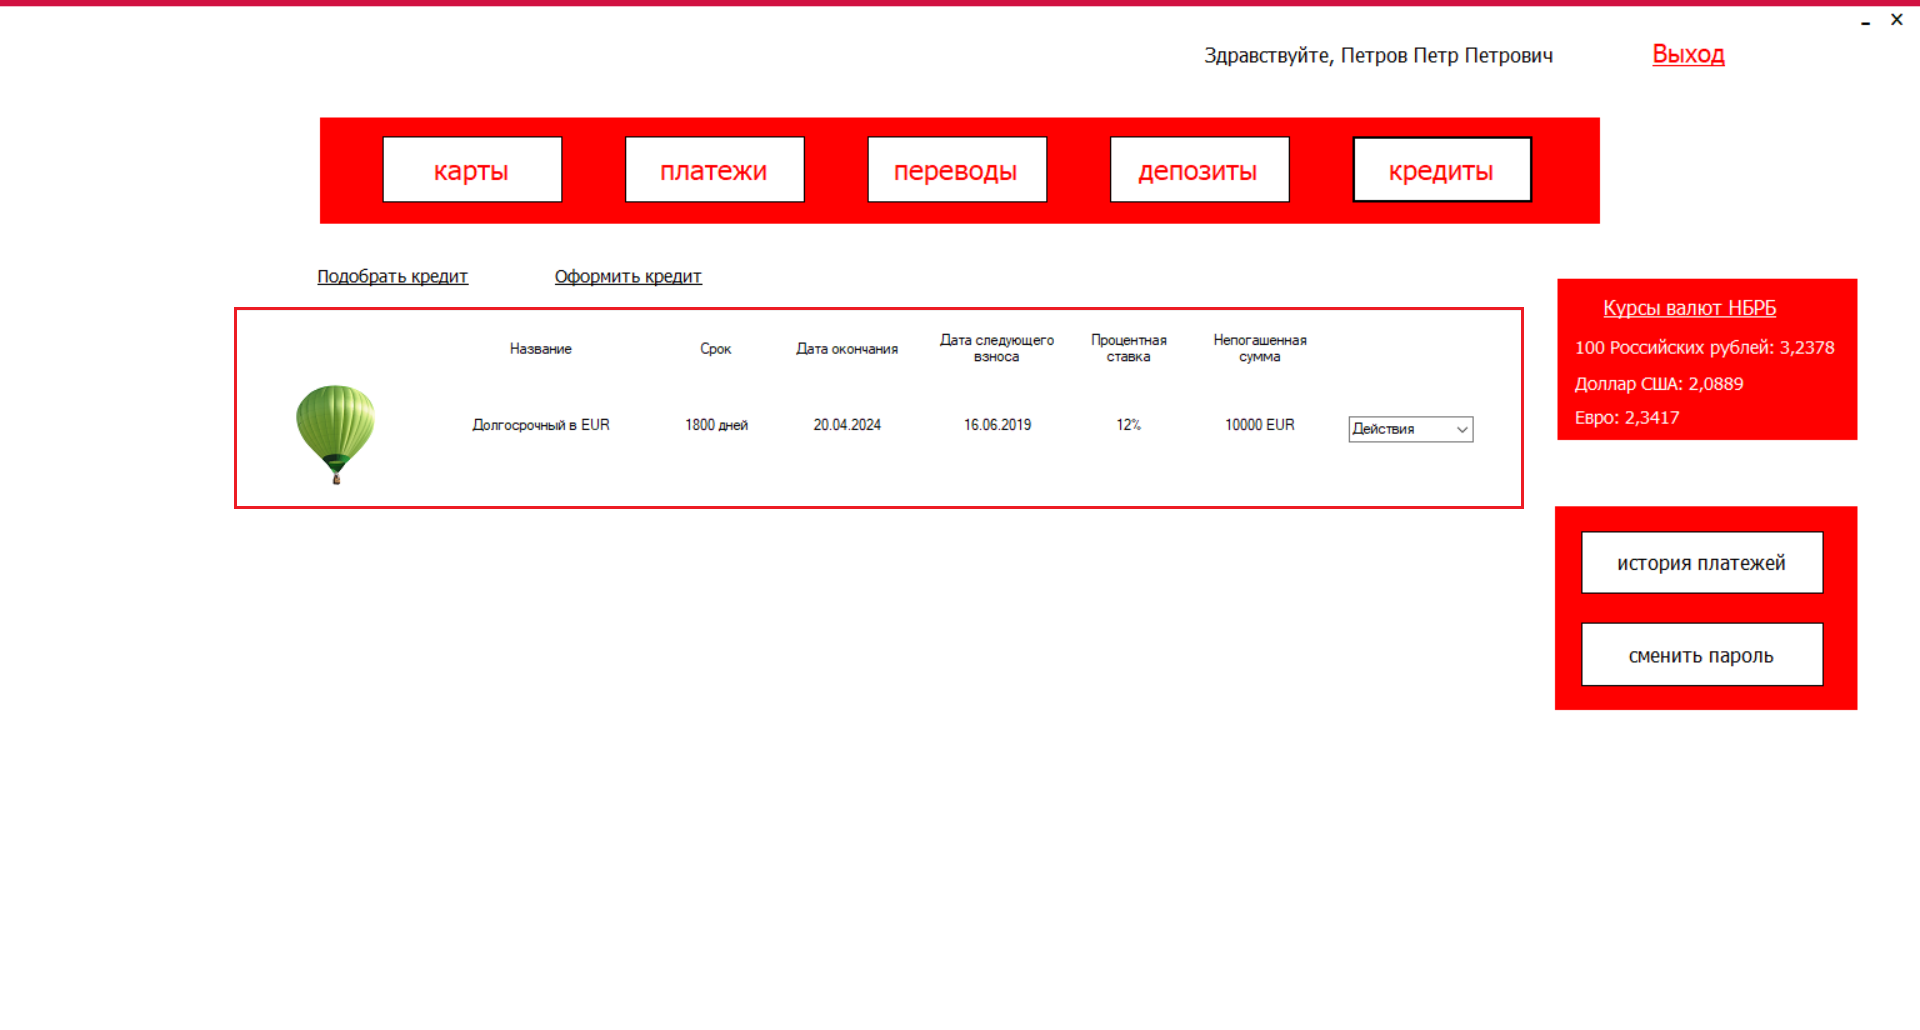 Здравствуйте, Петров Петр Петрович
Выход
карты
платежи
переводы
депозиты
кредиты
Подобрать кредит
Оформить кредит
Название
Срок
Дата окончания
Дата следующего
взноса
Процентная
ставка
Непогашенная
сумма
Долгосрочный в EUR
1800 дней
20.04.2024
16.06.2019
12%
10000 EUR
Действия
Курсы валют НБРБ
100 Российских рублей: 3,2378
Доллар США: 2,0889
Евро: 2,3417
история платежей
сменить пароль